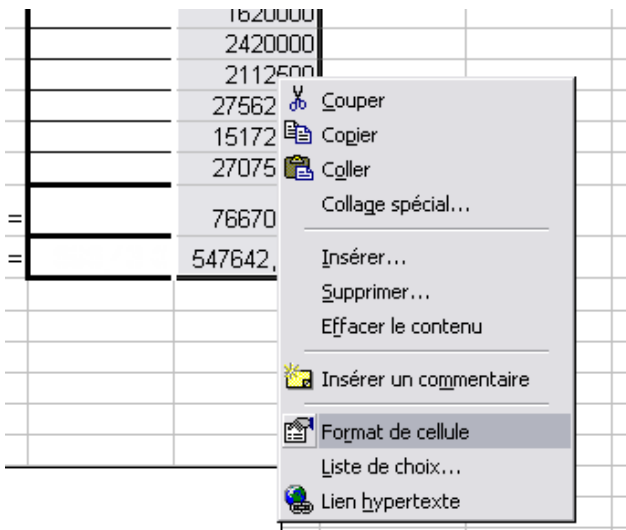 1620000
2420000
2112500
27562
15172
27075
= 76670
= 547642,
Couper
Copier
Coller
Collage spécial...
Insérer...
Supprimer...
Effacer le contenu
Insérer un commentaire
Format de cellule
Liste de choix...
Lien hypertexte